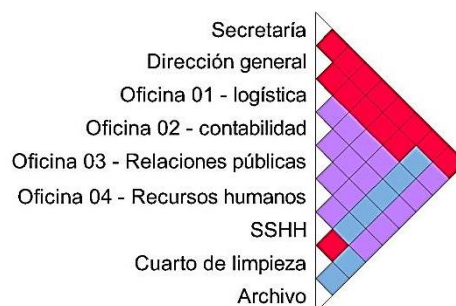 Secretaría
Dirección general
Oficina 01 - logística
Oficina 02 - contabilidad
Oficina 03 - Relaciones públicas
Oficina 04 - Recursos humanos
SSHH
Cuarto de limpieza
Archivo